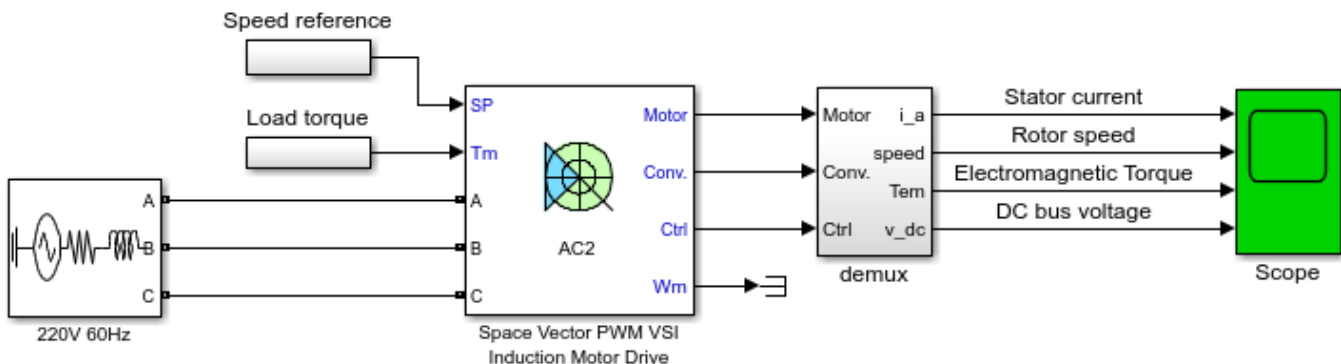 Speed reference
Load torque
SP
Tm
A
B
C
Motor
Conv.
Ctrl
Wm
AC2
Space Vector PWM VSI
Induction Motor Drive
A
B
C
220V 60Hz
Motor
Conv.
Ctrl
i_a
speed
Tem
v_dc
demux
Stator current
Rotor speed
Electromagnetic Torque
DC bus voltage
Scope